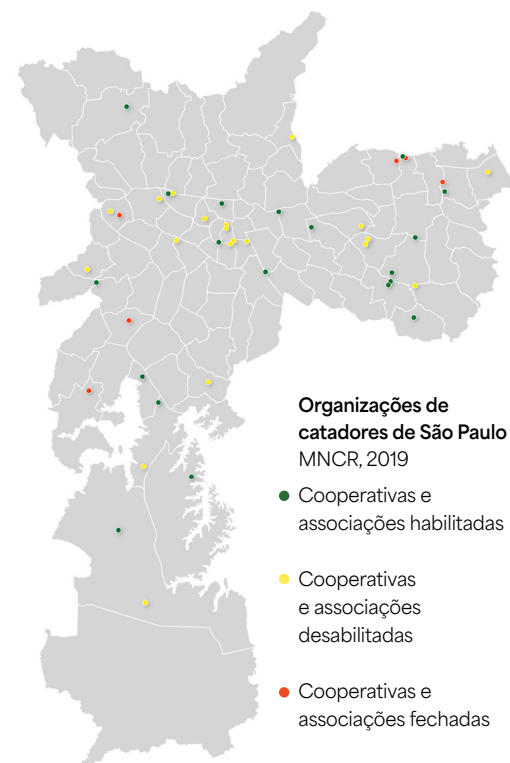 Organizações de
catadores de São Paulo
MNCR, 2019
Cooperativas e
associações habilitadas
Cooperativas
e associações
desabilitadas
Cooperativas e
associações fechadas